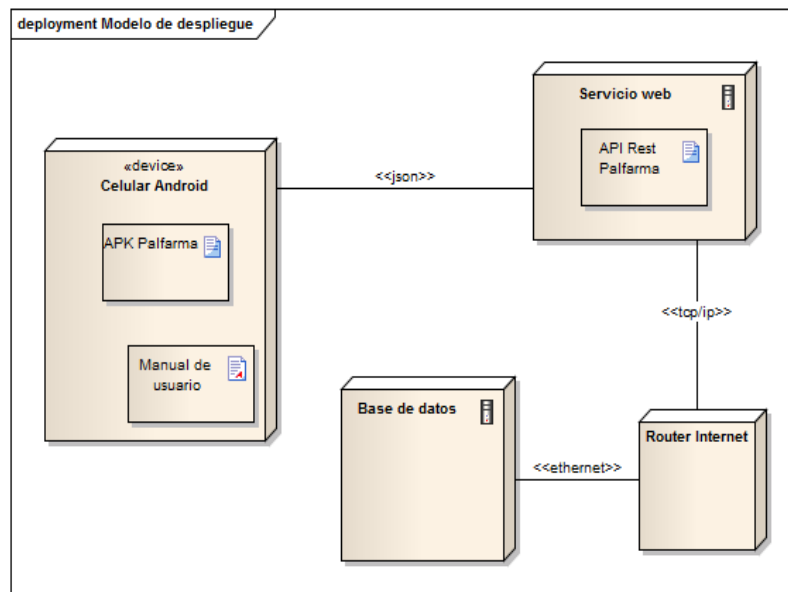 deployment Modelo de despliegue
«device»
Celular Android
APK Palfarma
Manual de
usuario
<<json>>
Servicio web
API Rest
Palfarma
<<tcp/ip>>
Base de datos
<<ethernet>>
Router Internet